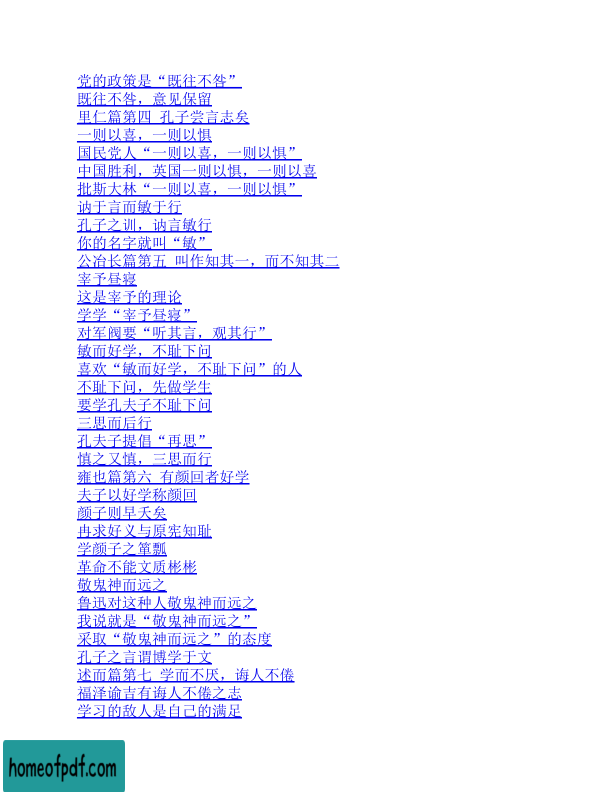 党的政策是“既往不咎”
既往不咎，意见保留
里仁篇第四 孔子尝言志矣
一则以喜，一则以惧
国民党人“一则以喜，一则以惧”
中国胜利，英国一则以惧，一则以喜
批斯大林“一则以喜，一则以惧”
讷于言而敏于行
孔子之训，讷言敏行
你的名字就叫“敏”
公冶长篇第五 叫作知其一，而不知其二
宰予昼寝
这是宰予的理论
学学“宰予昼寝”
对军阀要“听其言，观其行”
敏而好学，不耻下问
喜欢“敏而好学，不耻下问”的人
不耻下问，先做学生
要学孔夫子不耻下问
三思而后行
孔夫子提倡“再思”
慎之又慎，三思而行
雍也篇第六 有颜回者好学
夫子以好学称颜回
颜子则早夭矣
冉求好义与原宪知耻
学颜子之箪瓢
革命不能文质彬彬
敬鬼神而远之
鲁迅对这种人敬鬼神而远之
我说就是“敬鬼神而远之”
采取“敬鬼神而远之”的态度
孔子之言谓博学于文
述而篇第七 学而不厌，诲人不倦
福泽谕吉有诲人不倦之志
学习的敌人是自己的满足
homeofpdf.com